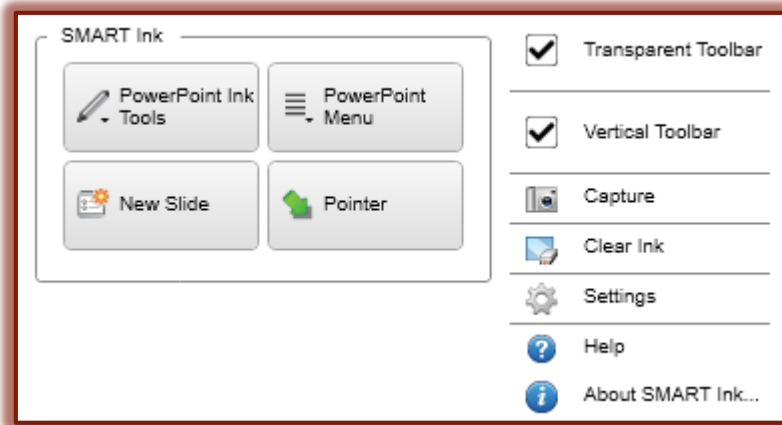 SMART Ink
PowerPoint Ink
Tools
PowerPoint
Menu
New Slide
Pointer
Transparent Toolbar
Vertical Toolbar
Capture
Clear Ink
Settings
Help
About SMART Ink...